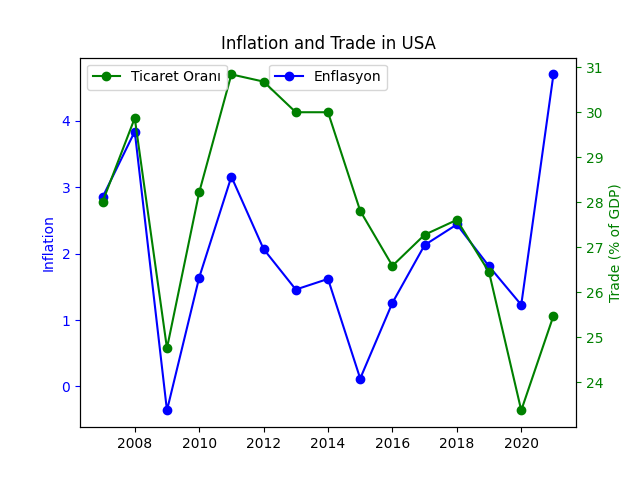 Inflation and Trade in USA
Ticaret Oranı
Enflasyon
Inflation
4
3
2
1
0
31
30
29
28
27
26
25
24
Trade (% of GDP)
2008 2010 2012 2014 2016 2018 2020